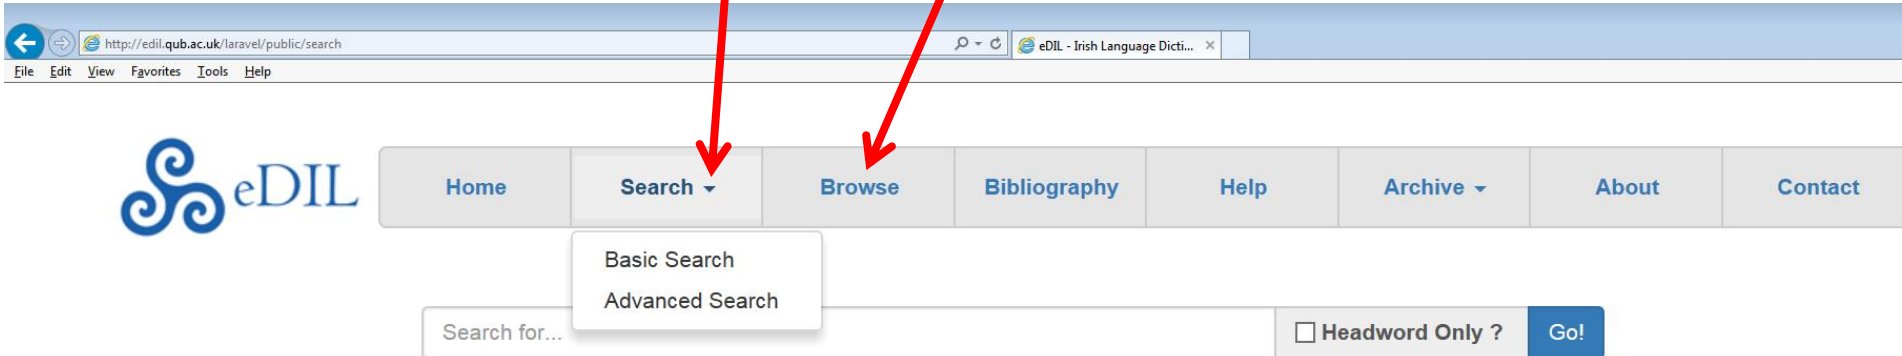 http://edil.qub.ac.uk/laravel/public/search
eDIL - Irish Language Dicti...
File Edit View Favorites Tools Help
eDIL
Home Search Browse Bibliography Help Archive About Contact
Basic Search
Advanced Search
Search for... Headword Only ? Go!